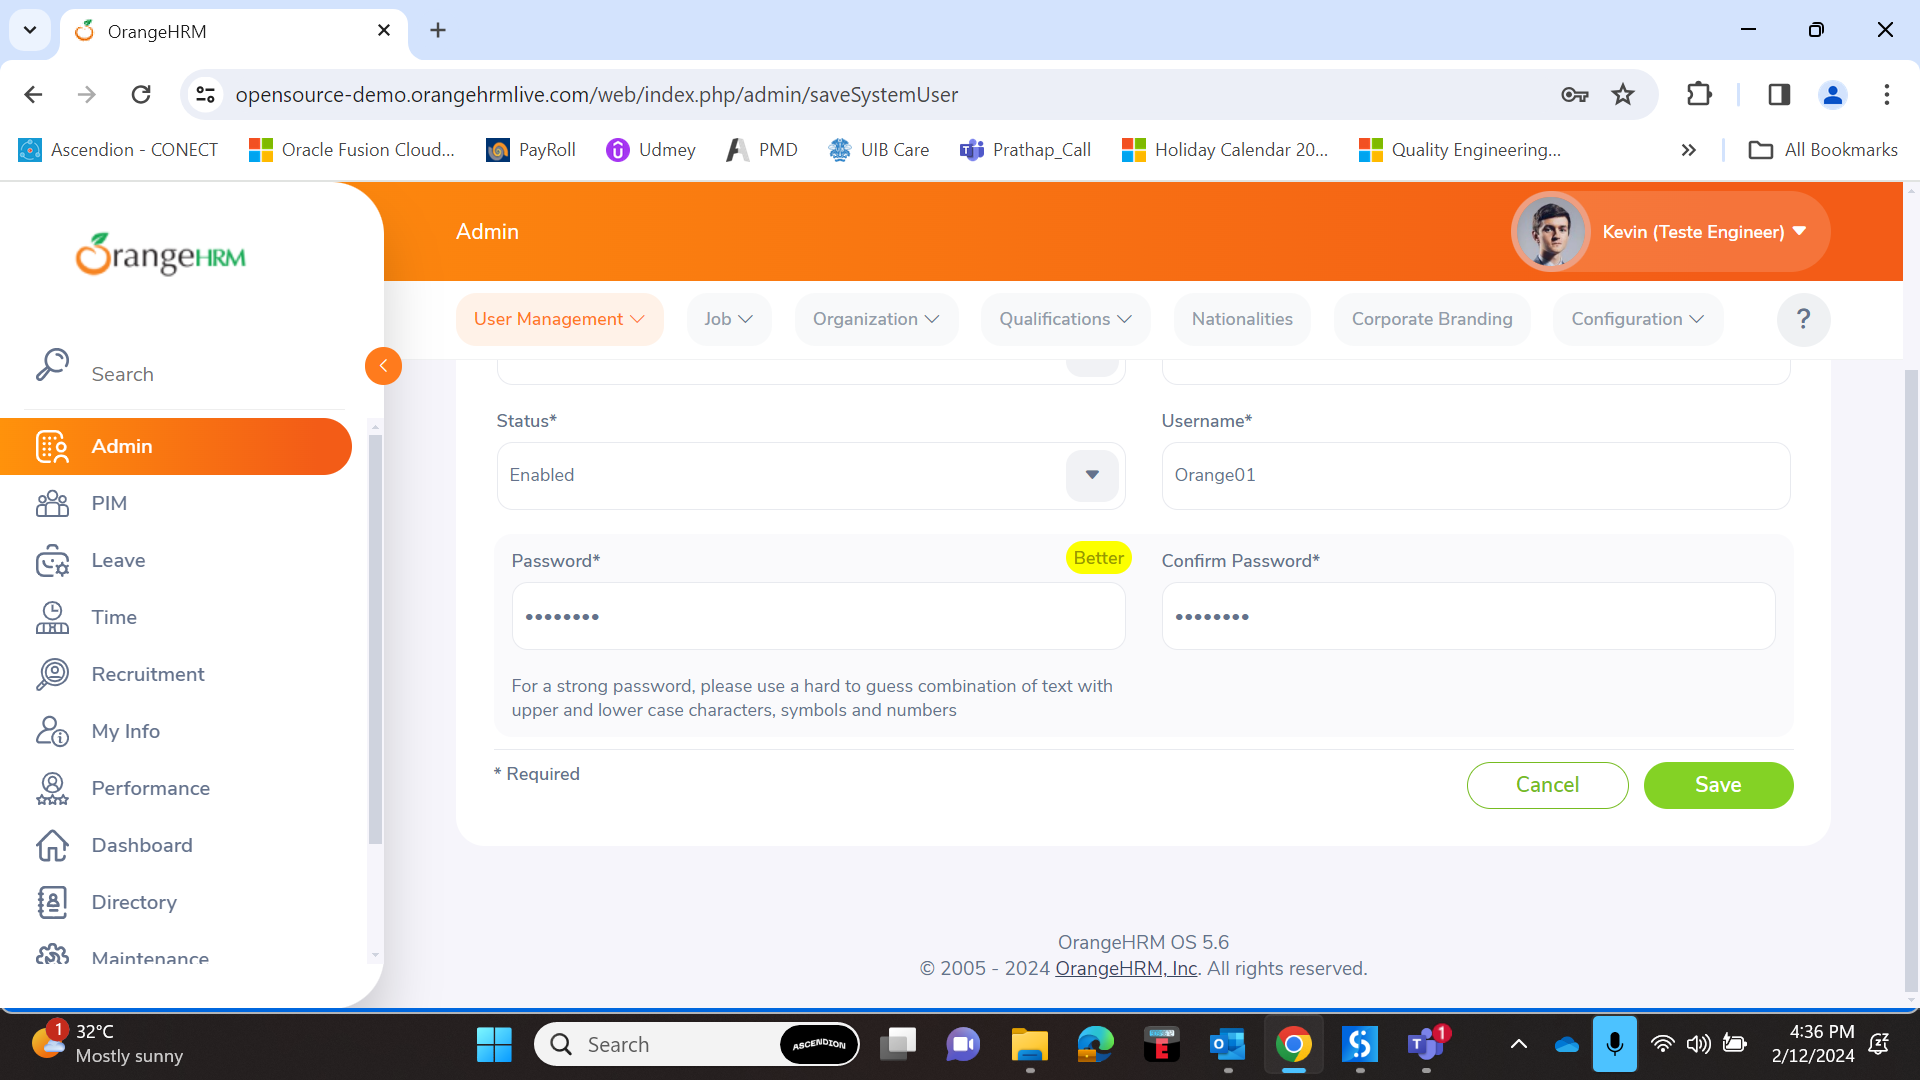 OrangeHRM
opensource-demo.orangehrmlive.com/web/index.php/admin/saveSystemUser
Ascendion - CONECT
Oracle Fusion Cloud...
PayRoll
Udmey
PMD
UIB Care
Prathap_Call
Holiday Calendar 20...
Quality Engineering...
All Bookmarks
OrangeHRM
Admin
Kevin (Teste Engineer)
User Management
Job
Organization
Qualifications
Nationalities
Corporate Branding
Configuration
?
Search
Admin
PIM
Leave
Time
Recruitment
My Info
Performance
Dashboard
Directory
Maintenance
Status*
Username*
Enabled
Orange01
Password*
Better
Confirm Password*
For a strong password, please use a hard to guess combination of text with
upper and lower case characters, symbols and numbers
* Required
Cancel
Save
OrangeHRM OS 5.6
© 2005 - 2024 OrangeHRM, Inc. All rights reserved.
1
32°C
Mostly sunny
Search
ASCENDION
1
4:36 PM
2/12/2024